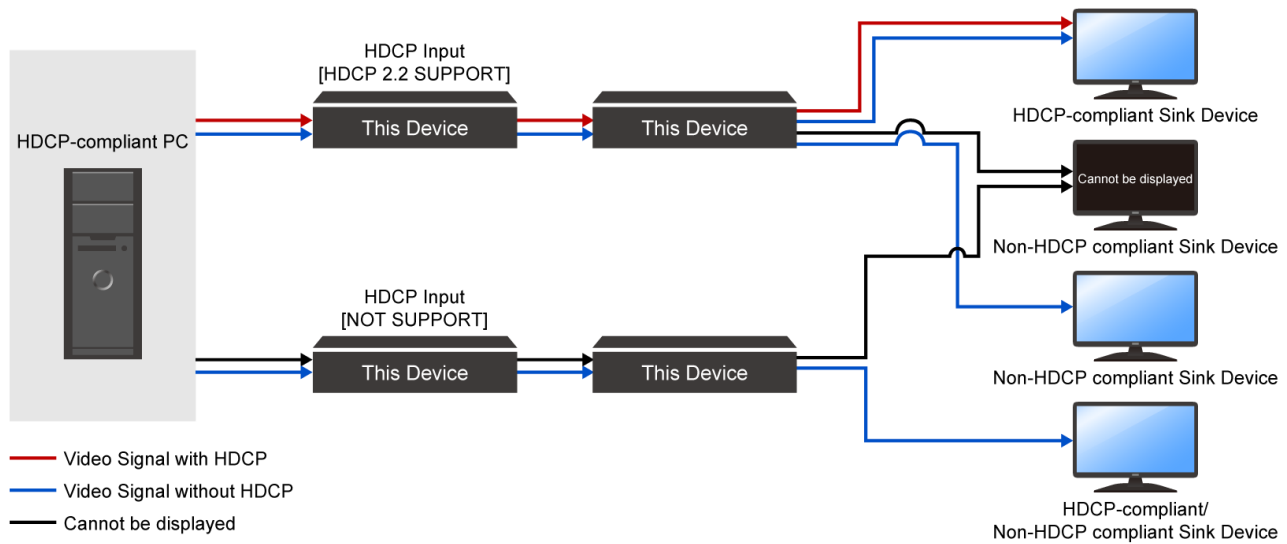 HDCP Input
[HDCP 2.2 SUPPORT]
This Device
This Device
HDCP-compliant Sink Device
HDCP-compliant PC
Cannot be displayed
Non-HDCP compliant Sink Device
HDCP Input
[NOT SUPPORT]
This Device
This Device
Non-HDCP compliant Sink Device
Video Signal with HDCP
Video Signal without HDCP
Cannot be displayed
HDCP-compliant/
Non-HDCP compliant Sink Device